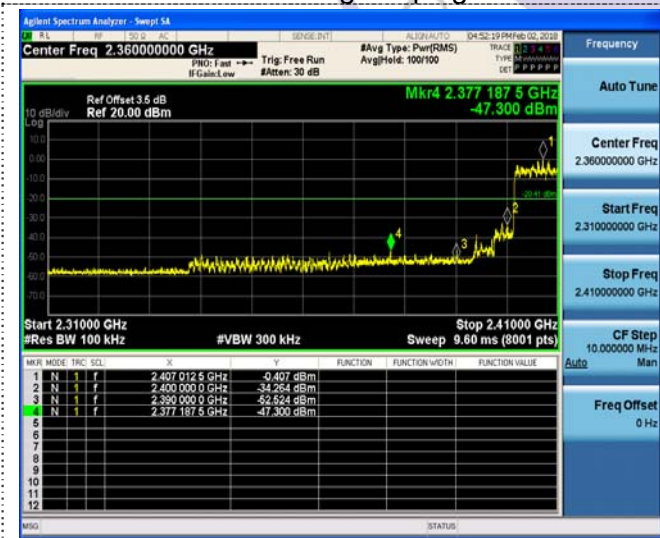 Agilent Spectrum Analyzer - Swept SA
RL RF 50 Ω AC SENSE:INT ALIGNAUTO 04:52:19 PM Feb 02, 2018
Center Freq 2.360000000 GHz
PNO: Fast
IFGain:Low
Trig: Free Run
#Atten: 30 dB
#Avg Type: Pwr(RMS)
Avg|Hold: 100/100
TRACE 1 2 3 4 5 6
TYPE
DET P P P P P P
Mkr4 2.377 187 5 GHz
-47.300 dBm
Ref Offset 3.5 dB
Ref 20.00 dBm
10 dB/div
Log
10.0
0.00
-10.0
-20.0
-30.0
-40.0
-50.0
-60.0
-70.0
-20.41 dBm
1
2
3
4
Start 2.31000 GHz
Stop 2.41000 GHz
#Res BW 100 kHz
#VBW 300 kHz
Sweep 9.60 ms (8001 pts)
MKR MODE TRC SCL X Y FUNCTION FUNCTION WIDTH FUNCTION VALUE
1 N 1 f 2.407 012 5 GHz -0.407 dBm
2 N 1 f 2.400 000 0 GHz -34.264 dBm
3 N 1 f 2.390 000 0 GHz -52.524 dBm
4 N 1 f 2.377 187 5 GHz -47.300 dBm
5
6
7
8
9
10
11
12
MSG
STATUS
Frequency
Auto Tune
Center Freq
2.360000000 GHz
Start Freq
2.310000000 GHz
Stop Freq
2.410000000 GHz
CF Step
10.000000 MHz
Auto Man
Freq Offset
0 Hz